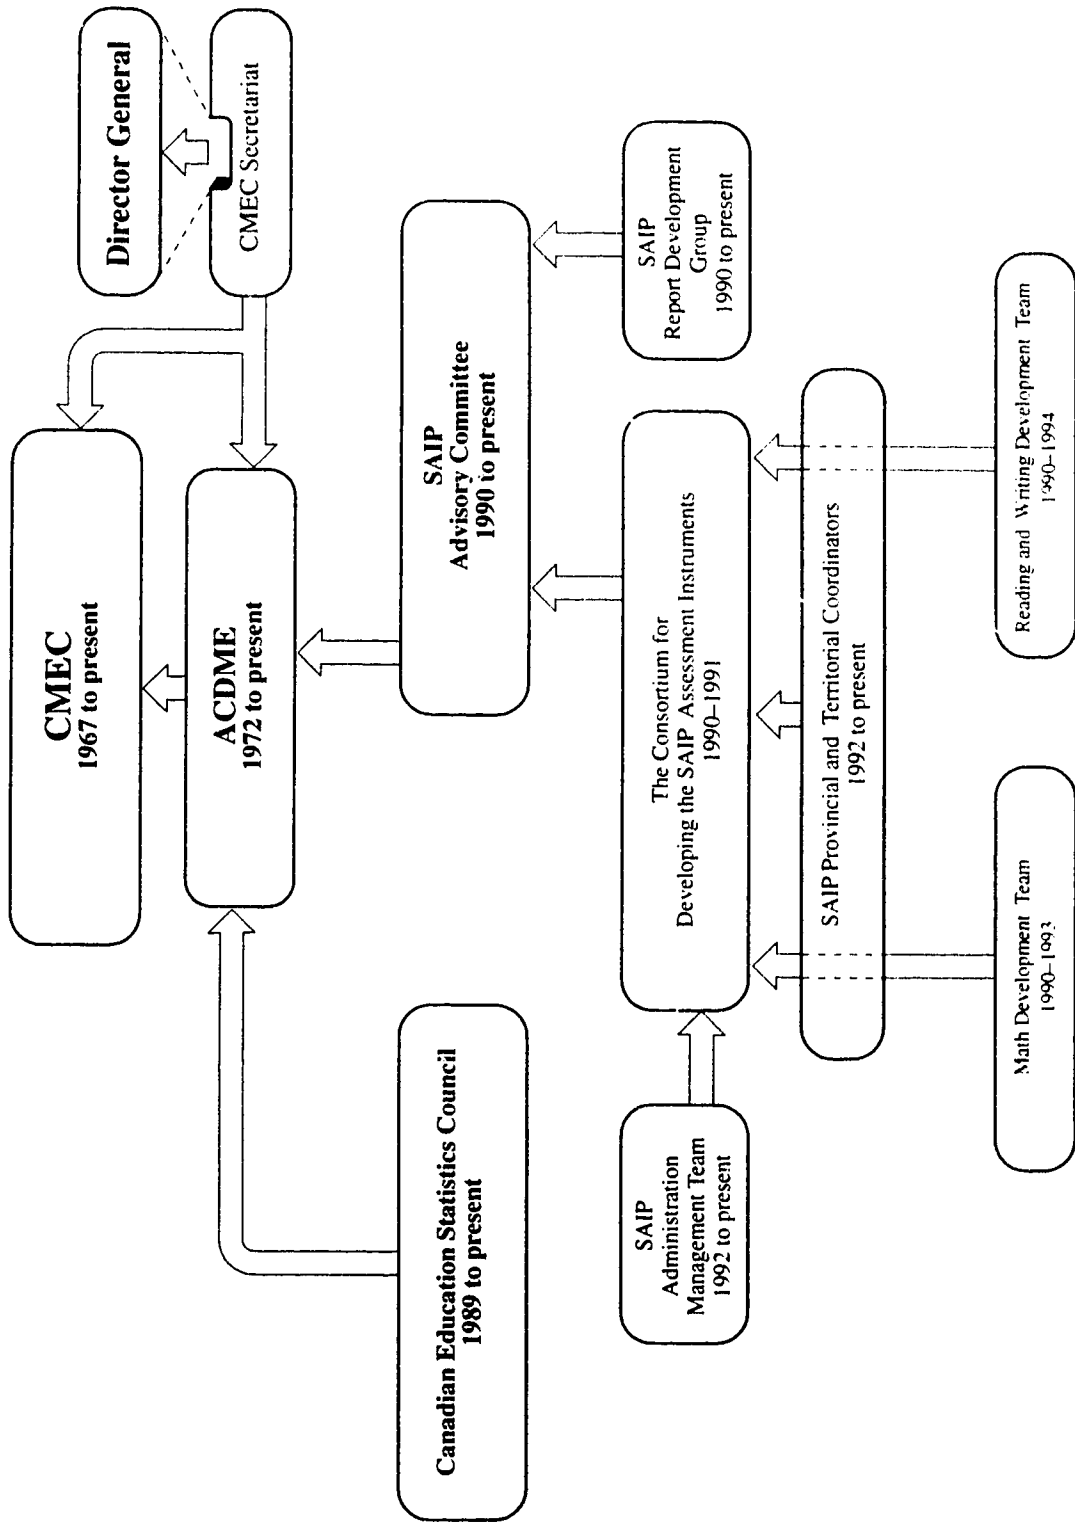 CMEC
1967 to present
Director General
CMEC Secretariat
ACDME
1972 to present
Canadian Education Statistics Council
1989 to present
SAIP
Advisory Committee
1990 to present
SAIP
Administration
Management Team
1992 to present
The Consortium for
Developing the SAIP Assessment Instruments
1990–1991
SAIP
Report Development
Group
1990 to present
SAIP Provincial and Territorial Coordinators
1992 to present
Math Development Team
1990–1993
Reading and Writing Development Team
1990–1994